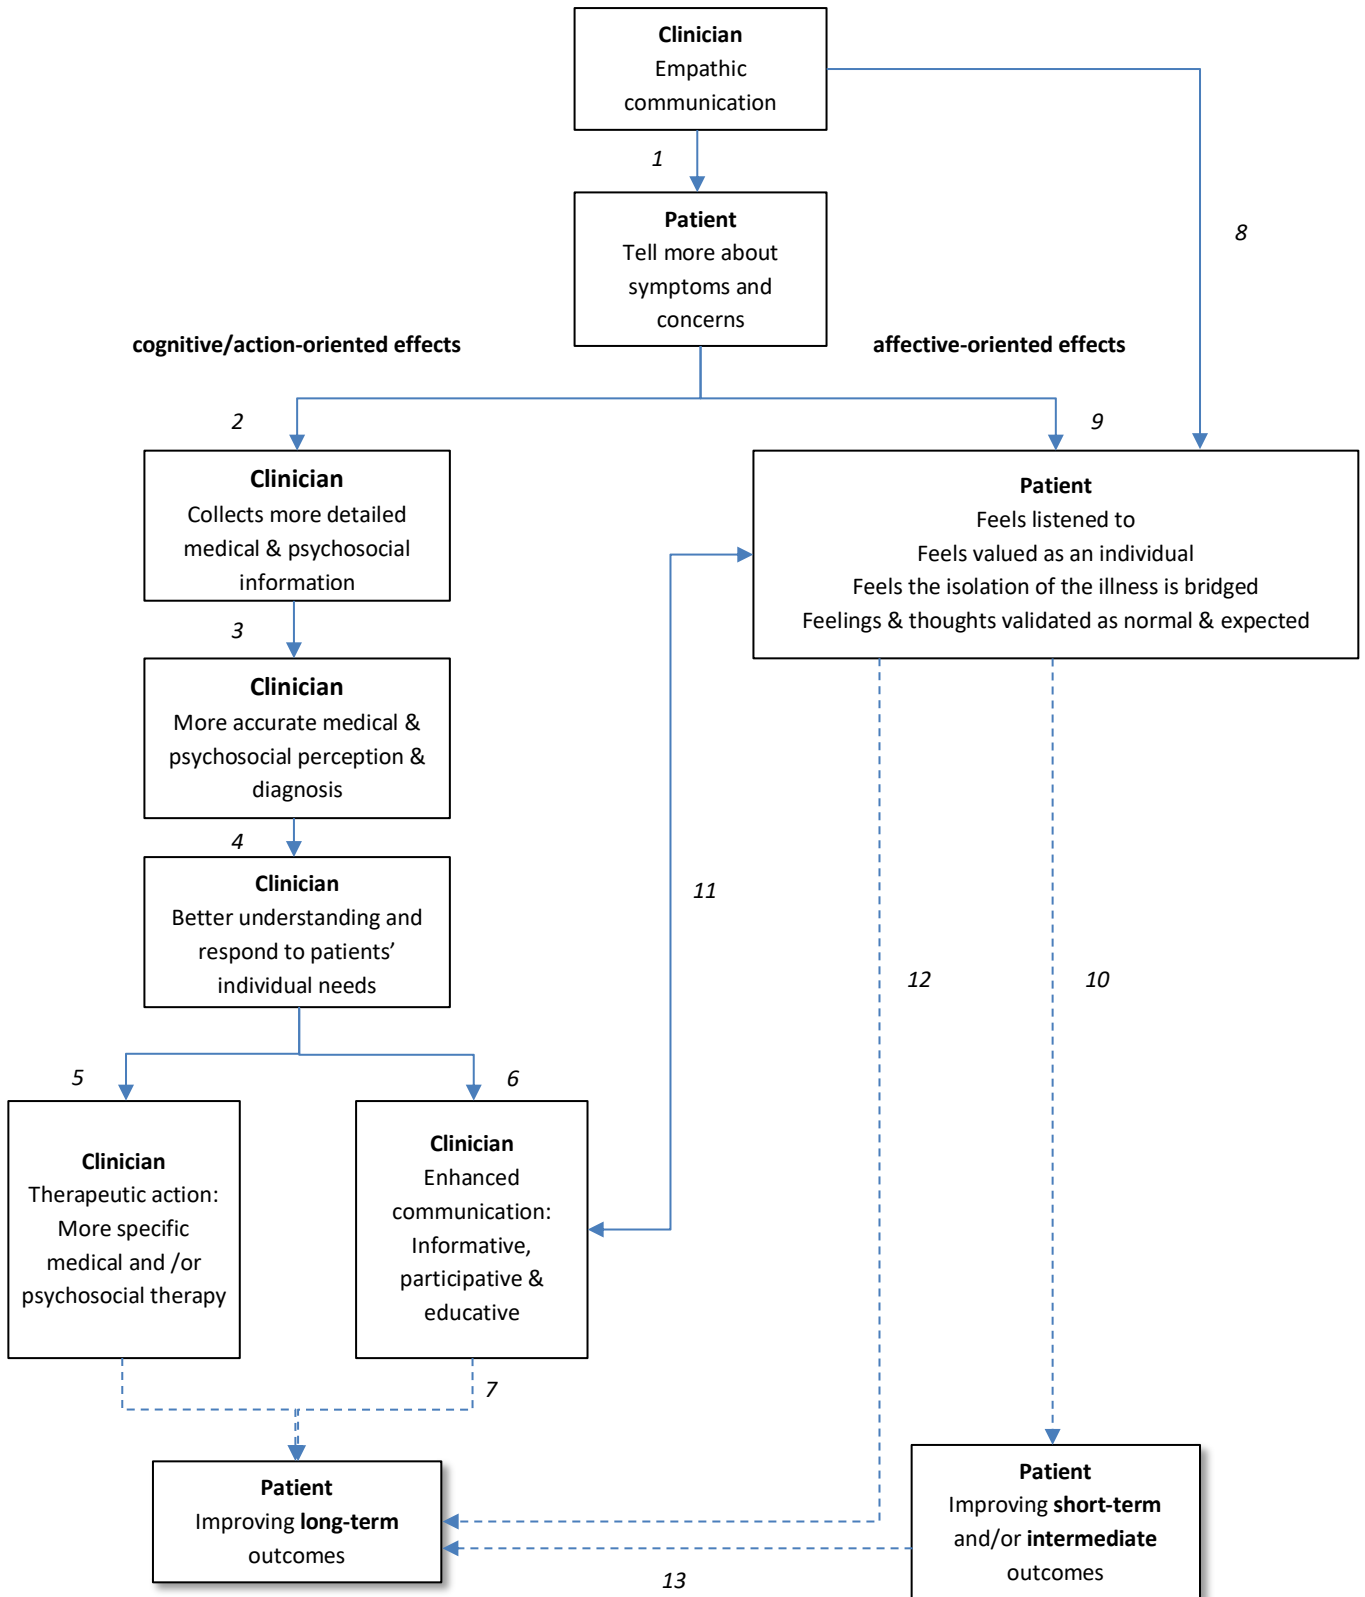 Clinician
Empathic
communication
1
8
Patient
Tell more about
symptoms and
concerns
cognitive/action-oriented effects
affective-oriented effects
2
9
Clinician
Collects more detailed
medical & psychosocial
information
Patient
Feels listened to
Feels valued as an individual
Feels the isolation of the illness is bridged
Feelings & thoughts validated as normal & expected
3
Clinician
More accurate medical &
psychosocial perception &
diagnosis
4
Clinician
Better understanding and
respond to patients’
individual needs
11
12
10
5
6
Clinician
Therapeutic action:
More specific
medical and /or
psychosocial therapy
Clinician
Enhanced
communication:
Informative,
participative &
educative
7
Patient
Improving long-term
outcomes
Patient
Improving short-term
and/or intermediate
outcomes
13